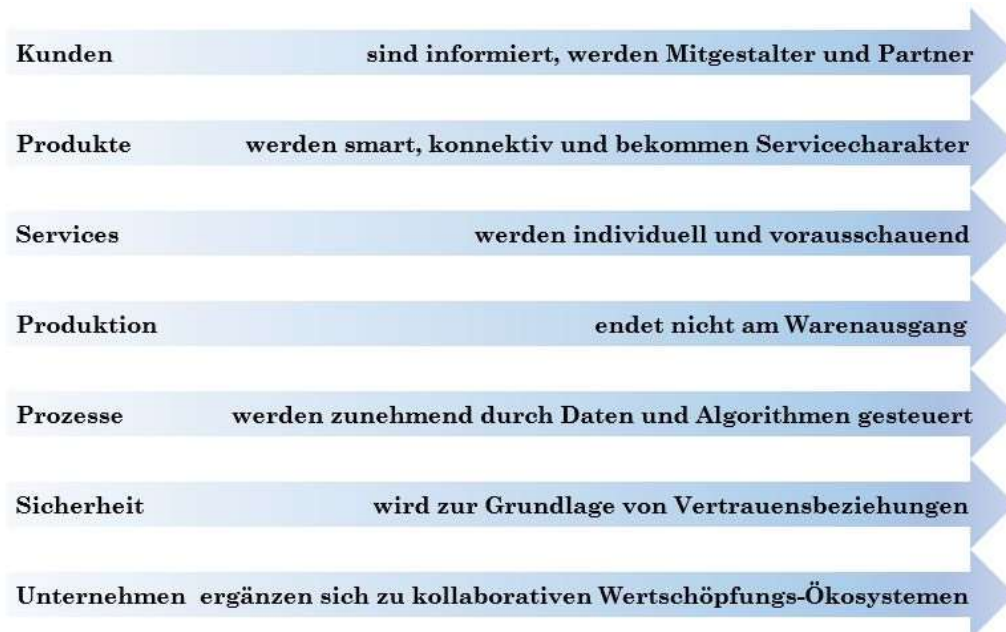 Kunden sind informiert, werden Mitgestalter und Partner
Produkte werden smart, konnektiv und bekommen Servicecharakter
Services werden individuell und vorausschauend
Produktion endet nicht am Warenausgang
Prozesse werden zunehmend durch Daten und Algorithmen gesteuert
Sicherheit wird zur Grundlage von Vertrauensbeziehungen
Unternehmen ergänzen sich zu kollaborativen Wertschöpfungs-Ökosystemen